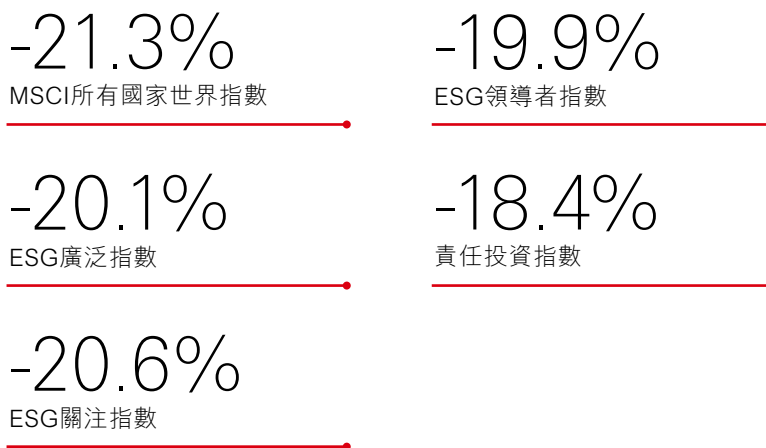 -21.3%
MSCI所有國家世界指數
-19.9%
ESG領導者指數
-20.1%
ESG廣泛指數
-18.4%
責任投資指數
-20.6%
ESG關注指數